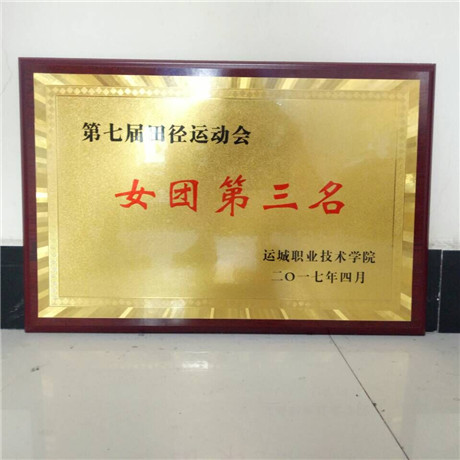 第七届田径运动会
女团第三名
运城职业技术学院
二〇一七年四月